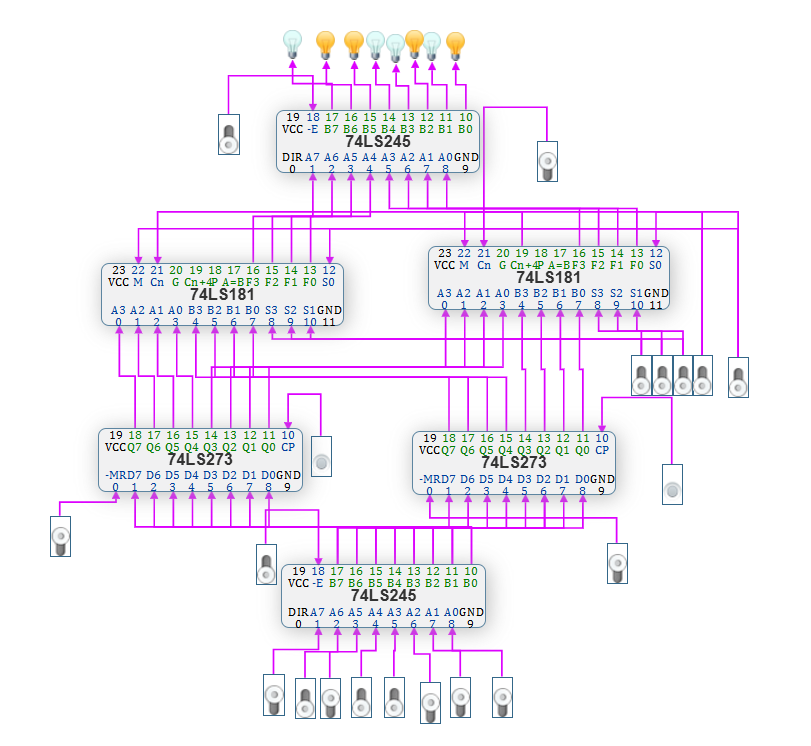 19 18 17 16 15 14 13 12 11 10
VCC -E B7 B6 B5 B4 B3 B2 B1 B0
74LS245
DIR A7 A6 A5 A4 A3 A2 A1 A0 GND
0 1 2 3 4 5 6 7 8 9
23 22 21 20 19 18 17 16 15 14 13 12
VCC M Cn G Cn+4 P A=B F3 F2 F1 F0 S0
74LS181
A3 A2 A1 A0 B3 B2 B1 B0 S3 S2 S1 GND
0 1 2 3 4 5 6 7 8 9 10 11
23 22 21 20 19 18 17 16 15 14 13 12
VCC M Cn G Cn+4 P A=B F3 F2 F1 F0 S0
74LS181
A3 A2 A1 A0 B3 B2 B1 B0 S3 S2 S1 GND
0 1 2 3 4 5 6 7 8 9 10 11
19 18 17 16 15 14 13 12 11 10
VCC Q7 Q6 Q5 Q4 Q3 Q2 Q1 Q0 CP
74LS273
-MR D7 D6 D5 D4 D3 D2 D1 D0 GND
0 1 2 3 4 5 6 7 8 9
19 18 17 16 15 14 13 12 11 10
VCC Q7 Q6 Q5 Q4 Q3 Q2 Q1 Q0 CP
74LS273
-MR D7 D6 D5 D4 D3 D2 D1 D0 GND
0 1 2 3 4 5 6 7 8 9
19 18 17 16 15 14 13 12 11 10
VCC -E B7 B6 B5 B4 B3 B2 B1 B0
74LS245
DIR A7 A6 A5 A4 A3 A2 A1 A0 GND
0 1 2 3 4 5 6 7 8 9